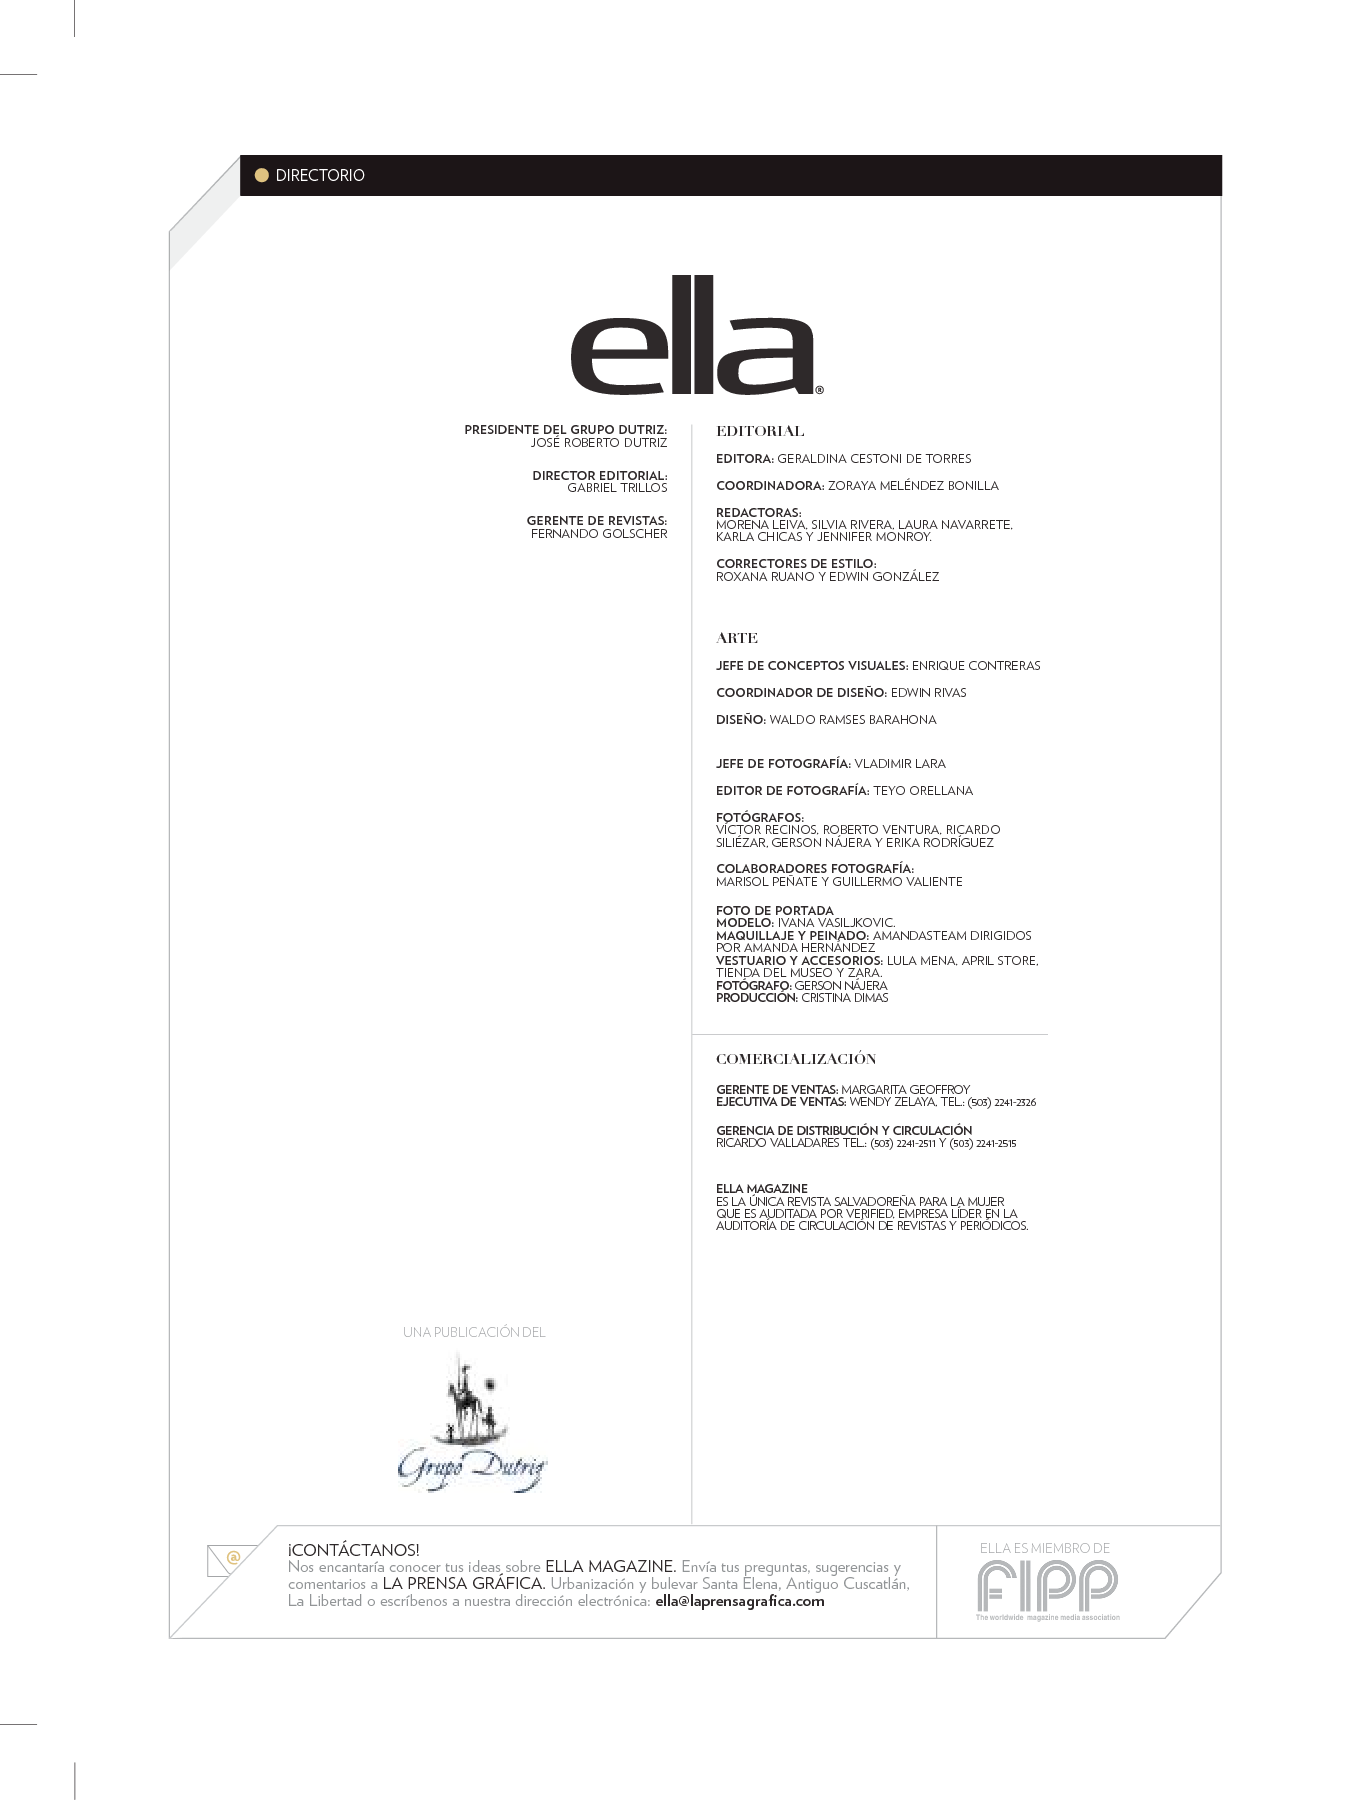 DIRECTORIO
ella®
PRESIDENTE DEL GRUPO DUTRIZ:
JOSÉ ROBERTO DUTRIZ
DIRECTOR EDITORIAL:
GABRIEL TRILLOS
GERENTE DE REVISTAS:
FERNANDO GOLSCHER
EDITORIAL
EDITORA: GERALDINA CESTONI DE TORRES
COORDINADORA: ZORAYA MELÉNDEZ BONILLA
REDACTORAS:
MORENA LEIVA, SILVIA RIVERA, LAURA NAVARRETE,
KARLA CHICAS Y JENNIFER MONROY.
CORRECTORES DE ESTILO:
ROXANA RUANO Y EDWIN GONZÁLEZ
ARTE
JEFE DE CONCEPTOS VISUALES: ENRIQUE CONTRERAS
COORDINADOR DE DISEÑO: EDWIN RIVAS
DISEÑO: WALDO RAMSES BARAHONA
JEFE DE FOTOGRAFÍA: VLADIMIR LARA
EDITOR DE FOTOGRAFÍA: TEYO ORELLANA
FOTÓGRAFOS:
VÍCTOR RECINOS, ROBERTO VENTURA, RICARDO
SILIÉZAR, GERSON NÁJERA Y ERIKA RODRÍGUEZ
COLABORADORES FOTOGRAFÍA:
MARISOL PEÑATE Y GUILLERMO VALIENTE
FOTO DE PORTADA
MODELO: IVANA VASILJKOVIC.
MAQUILLAJE Y PEINADO: AMANDASTEAM DIRIGIDOS
POR AMANDA HERNÁNDEZ
VESTUARIO Y ACCESORIOS: LULA MENA, APRIL STORE,
TIENDA DEL MUSEO Y ZARA.
FOTÓGRAFO: GERSON NÁJERA
PRODUCCIÓN: CRISTINA DIMAS
COMERCIALIZACIÓN
GERENTE DE VENTAS: MARGARITA GEOFFROY
EJECUTIVA DE VENTAS: WENDY ZELAYA, TEL.: (503) 2241-2326
GERENCIA DE DISTRIBUCIÓN Y CIRCULACIÓN
RICARDO VALLADARES TEL.: (503) 2241-2511 Y (503) 2241-2515
ELLA MAGAZINE
ES LA ÚNICA REVISTA SALVADOREÑA PARA LA MUJER
QUE ES AUDITADA POR VERIFIED, EMPRESA LÍDER EN LA
AUDITORÍA DE CIRCULACIÓN DE REVISTAS Y PERIÓDICOS.
UNA PUBLICACIÓN DEL
Grupo Dutriz
@
¡CONTÁCTANOS!
Nos encantaría conocer tus ideas sobre ELLA MAGAZINE. Envía tus preguntas, sugerencias y
comentarios a LA PRENSA GRÁFICA. Urbanización y bulevar Santa Elena, Antiguo Cuscatlán,
La Libertad o escríbenos a nuestra dirección electrónica: ella@laprensagrafica.com
ELLA ES MIEMBRO DE
FIPP
The worldwide magazine media association